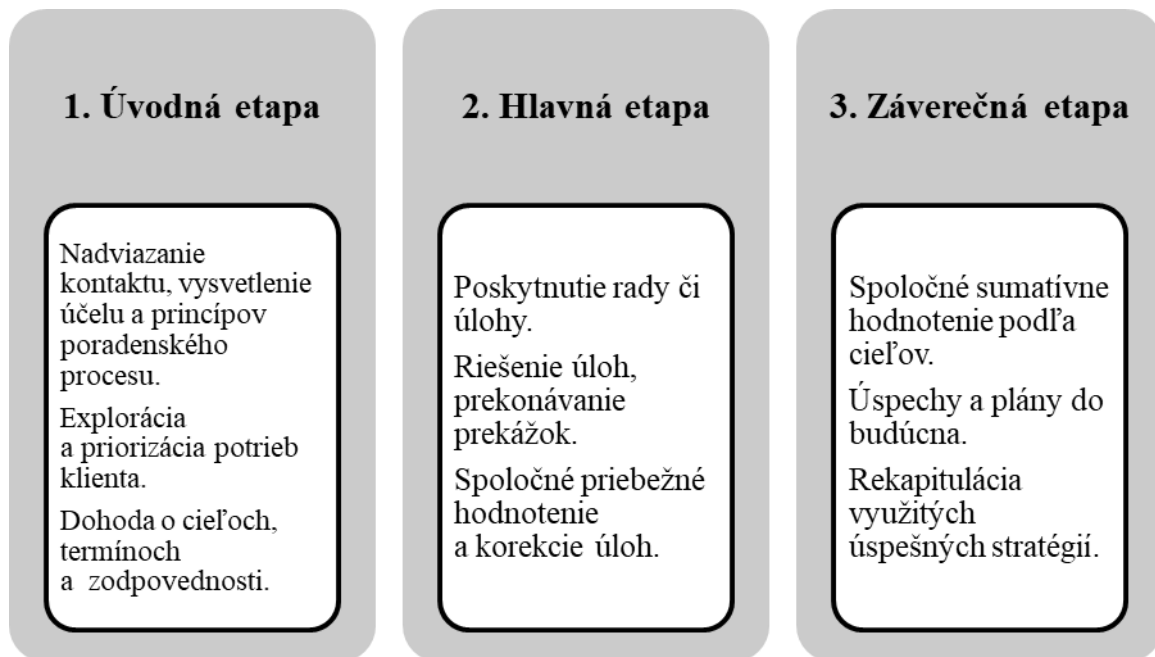 1. Úvodná etapa
Nadviazanie
kontaktu, vysvetlenie
účelu a princípov
poradenského
procesu.
Explorácia
a priorizácia potrieb
klienta.
Dohoda o cieľoch,
termínoch
a zodpovednosti.
2. Hlavná etapa
Poskytnutie rady či
úlohy.
Riešenie úloh,
prekonávanie
prekážok.
Spoločné priebežné
hodnotenie
a korekcie úloh.
3. Záverečná etapa
Spoločné sumatívne
hodnotenie podľa
cieľov.
Úspechy a plány do
budúcna.
Rekapitulácia
využitých
úspešných stratégií.